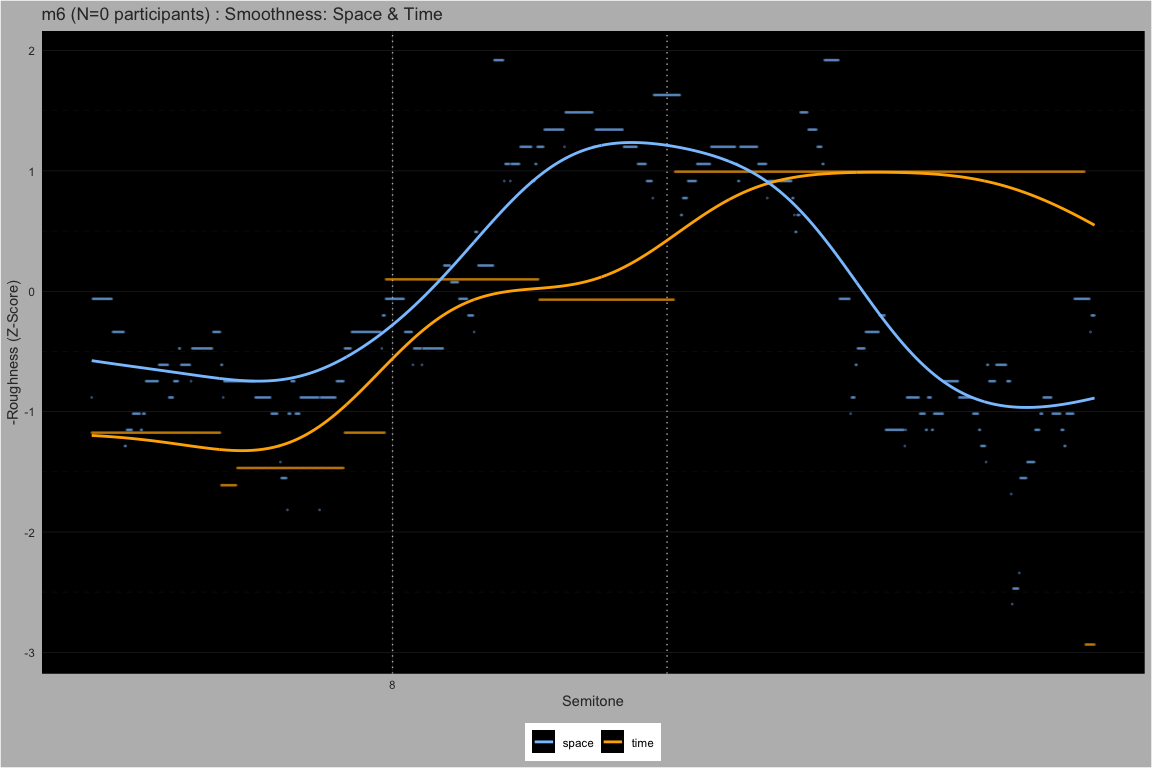 m6 (N=0 participants) : Smoothness: Space & Time
-Roughness (Z-Score)
2
1
0
-1
-2
-3
8
Semitone
space time